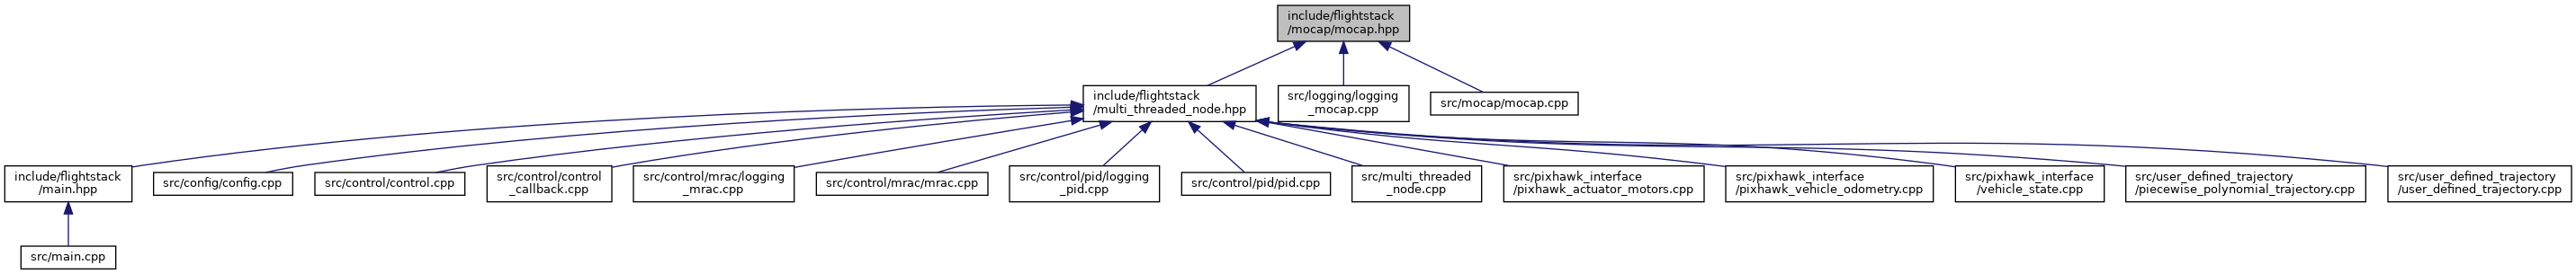 include/flightstack
/mocap/mocap.hpp
include/flightstack
/multi_threaded_node.hpp
src/logging/logging
_mocap.cpp
src/mocap/mocap.cpp
include/flightstack
/main.hpp
src/config/config.cpp
src/control/control.cpp
src/control/control
_callback.cpp
src/control/mrac/logging
_mrac.cpp
src/control/mrac/mrac.cpp
src/control/pid/logging
_pid.cpp
src/control/pid/pid.cpp
src/multi_threaded
_node.cpp
src/pixhawk_interface
/pixhawk_actuator_motors.cpp
src/pixhawk_interface
/pixhawk_vehicle_odometry.cpp
src/pixhawk_interface
/vehicle_state.cpp
src/user_defined_trajectory
/piecewise_polynomial_trajectory.cpp
src/user_defined_trajectory
/user_defined_trajectory.cpp
src/main.cpp